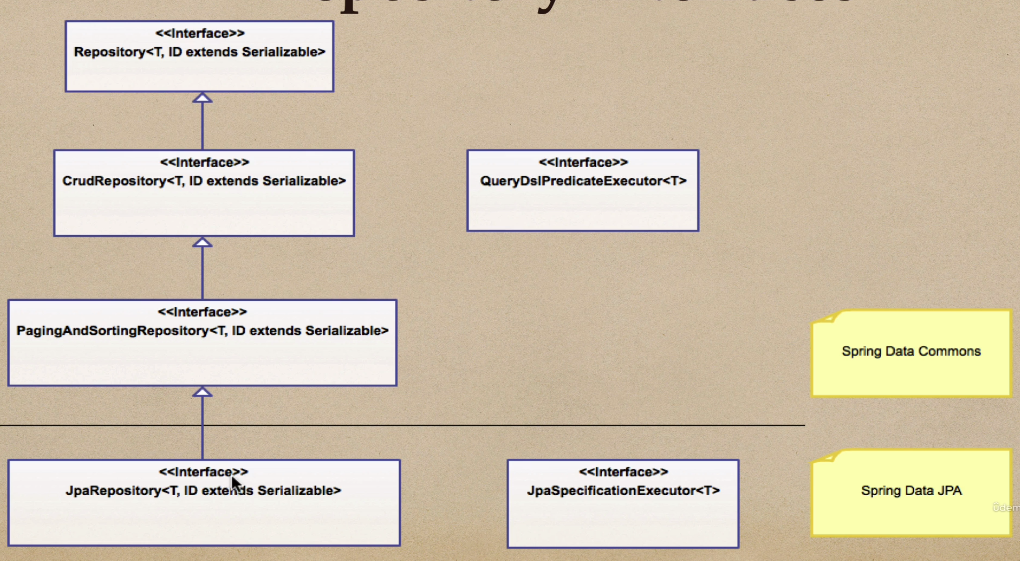 <<Interface>>
Repository<T, ID extends Serializable>
<<Interface>>
CrudRepository<T, ID extends Serializable>
<<Interface>>
QueryDslPredicateExecutor<T>
<<Interface>>
PagingAndSortingRepository<T, ID extends Serializable>
Spring Data Commons
<<Interface>>
JpaRepository<T, ID extends Serializable>
<<Interface>>
JpaSpecificationExecutor<T>
Spring Data JPA